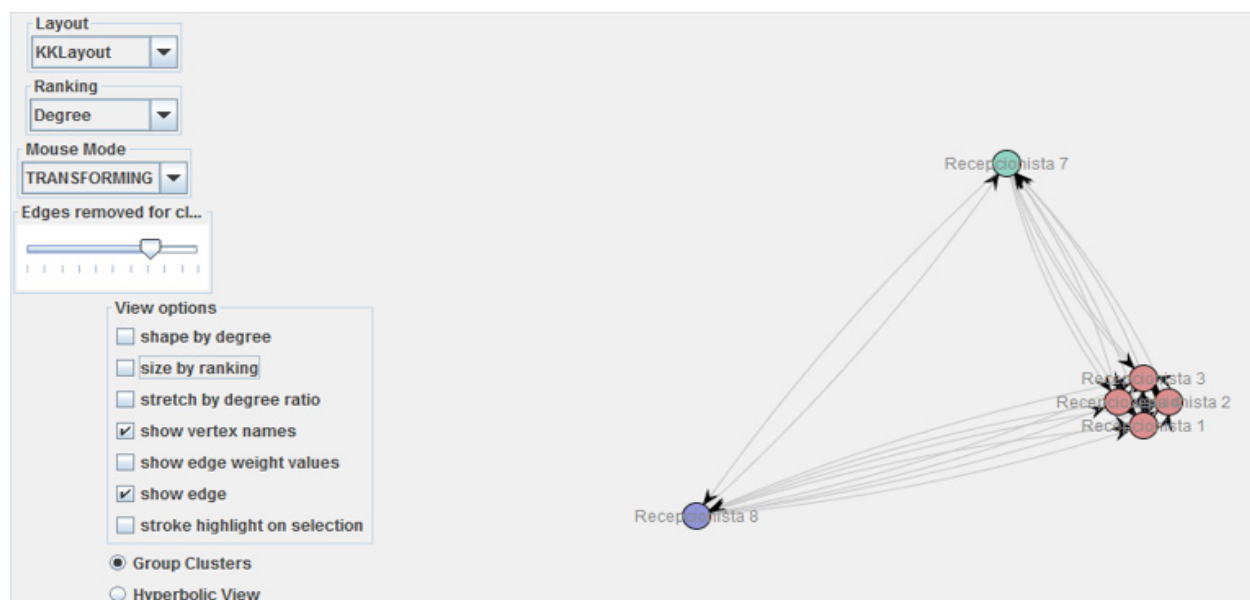 Layout
KKLayout
Ranking
Degree
Mouse Mode
TRANSFORMING
Edges removed for cl...
View options
shape by degree
size by ranking
stretch by degree ratio
show vertex names
show edge weight values
show edge
stroke highlight on selection
Group Clusters
Hyperbolic View
Recepcionista 7
Recepcionista 3
Recepcionista 2
Recepcionista 1
Recepcionista 8